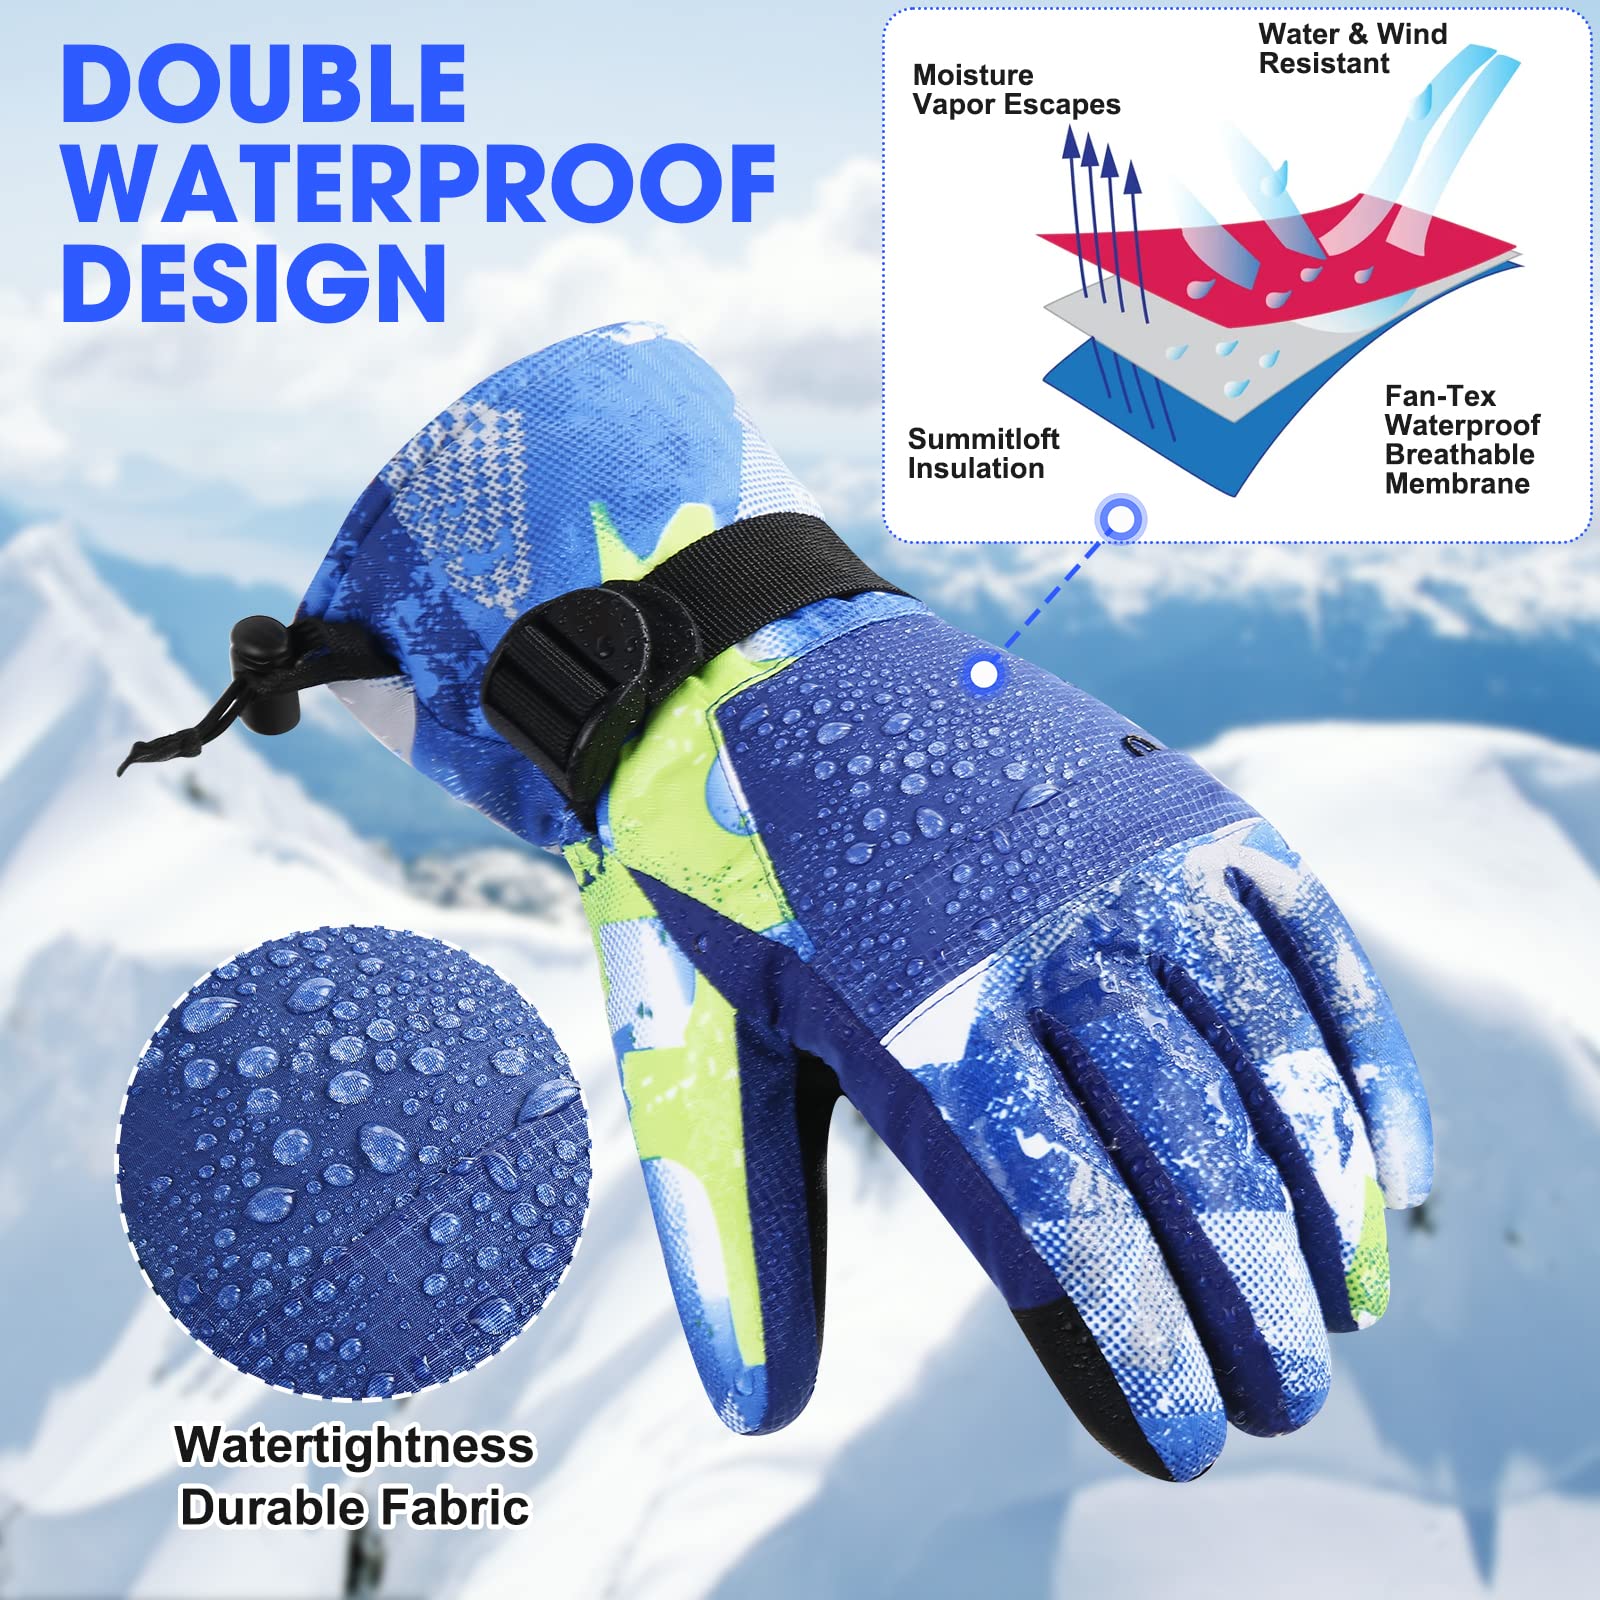 DOUBLE
WATERPROOF
DESIGN
Moisture
Vapor Escapes
Water & Wind
Resistant
Summitloft
Insulation
Fan-Tex
Waterproof
Breathable
Membrane
Watertightness
Durable Fabric